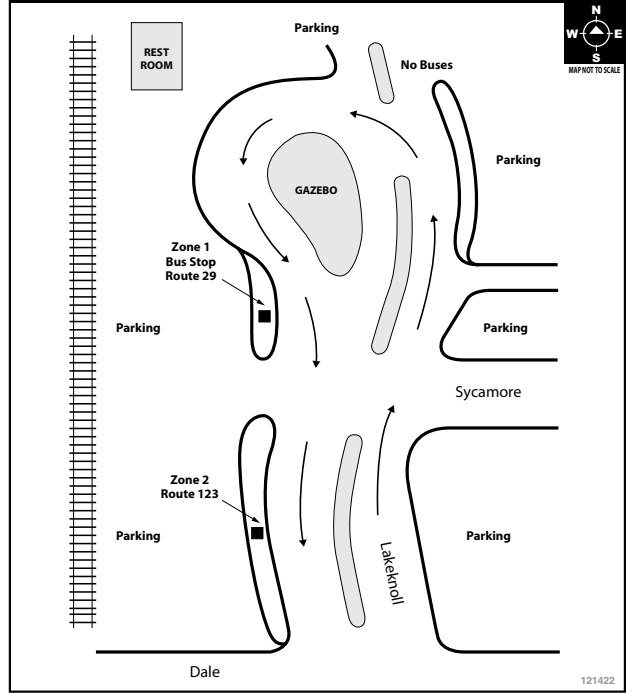 N
W E
S
MAP NOT TO SCALE
Parking
REST
ROOM
No Buses
Parking
GAZEBO
Zone 1
Bus Stop
Route 29
Parking
Parking
Sycamore
Zone 2
Route 123
Parking
Parking
Lakeknoll
Dale
121422